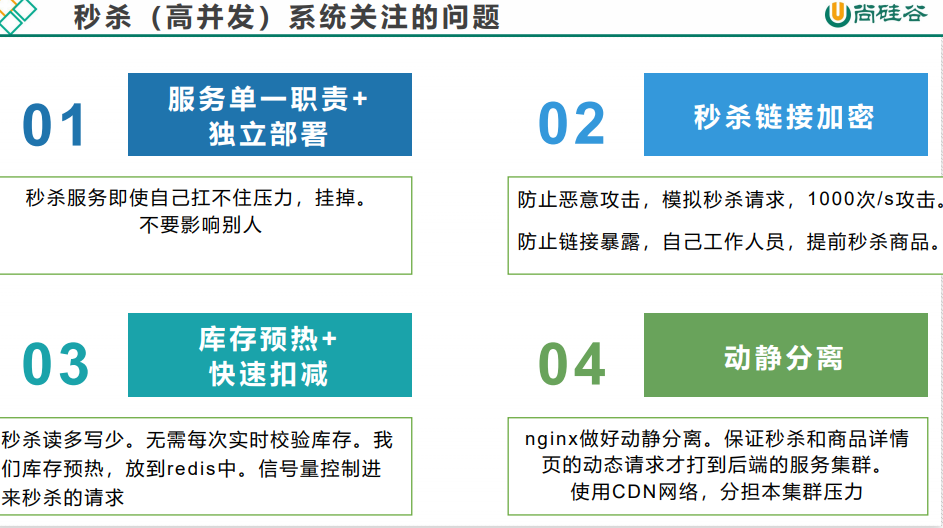 秒杀（高并发）系统关注的问题
尚硅谷
01
服务单一职责+
独立部署
秒杀服务即使自己扛不住压力，挂掉。
不要影响别人
02
秒杀链接加密
防止恶意攻击，模拟秒杀请求，1000次/s攻击。
防止链接暴露，自己工作人员，提前秒杀商品。
03
库存预热+
快速扣减
秒杀读多写少。无需每次实时校验库存。我
们库存预热，放到redis中。信号量控制进
来秒杀的请求
04
动静分离
nginx做好动静分离。保证秒杀和商品详情
页的动态请求才打到后端的服务集群。
使用CDN网络，分担本集群压力